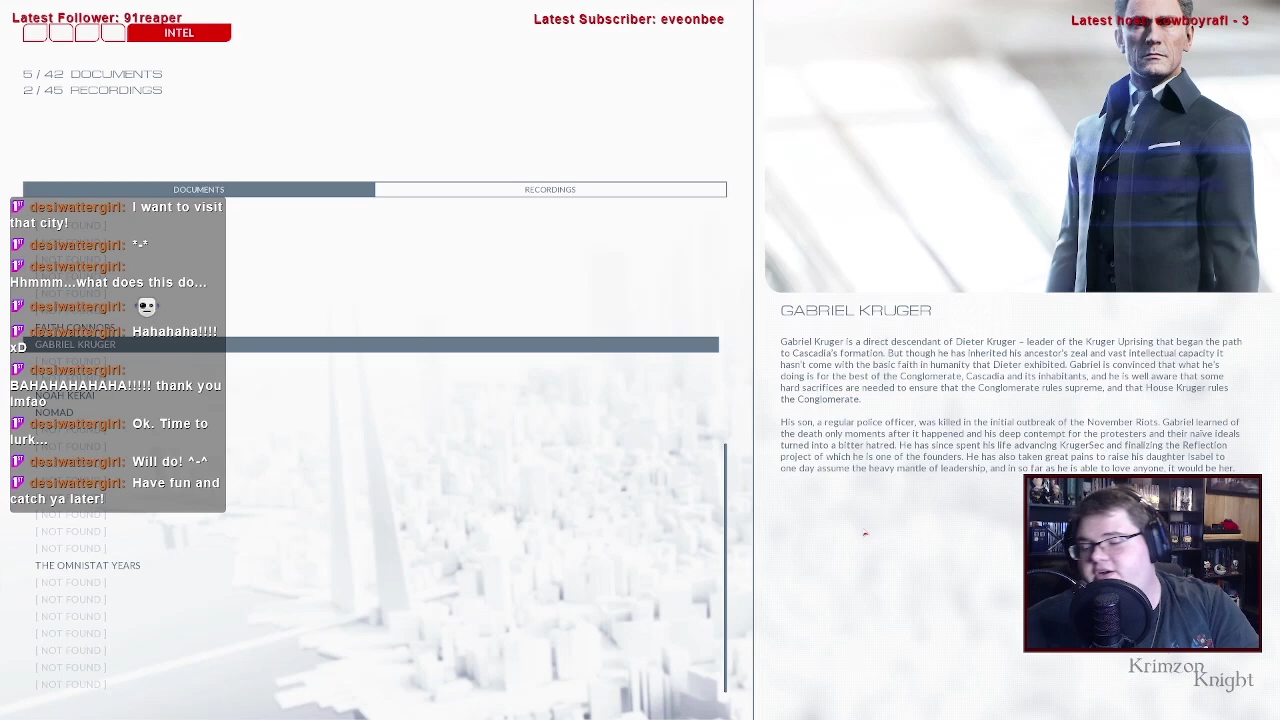 Latest Follower: 91reaper
Latest Subscriber: eveonbee
Latest host: cowboyrafl - 3
INTEL
5 / 42 DOCUMENTS
2 / 45 RECORDINGS
DOCUMENTS
RECORDINGS
desiwattergirl: I want to visit
that city!
desiwattergirl: *-*
desiwattergirl:
Hhmmm...what does this do...
desiwattergirl:
desiwattergirl: Hahahaha!!!!
xD
desiwattergirl:
BAHAHAHAHAHA!!!!! thank you
lmfao
desiwattergirl: Ok. Time to
lurk...
desiwattergirl: Will do! ^-^
desiwattergirl: Have fun and
catch ya later!
FAITH CONNORS
GABRIEL KRUGER
NOAH KEKAI
NOMAD
[ NOT FOUND ]
[ NOT FOUND ]
[ NOT FOUND ]
THE OMNISTAT YEARS
[ NOT FOUND ]
[ NOT FOUND ]
[ NOT FOUND ]
[ NOT FOUND ]
[ NOT FOUND ]
[ NOT FOUND ]
[ NOT FOUND ]
GABRIEL KRUGER
Gabriel Kruger is a direct descendant of Dieter Kruger – leader of the Kruger Uprising that began the path
to Cascadia's formation. But though he has inherited his ancestor's zeal and vast intellectual capacity it
hasn't come with the basic faith in humanity that Dieter exhibited. Gabriel is convinced that what he's
doing is for the best of the Conglomerate, Cascadia and its inhabitants, and he is well aware that some
hard sacrifices are needed to ensure that the Conglomerate rules supreme, and that House Kruger rules
the Conglomerate.
His son, a regular police officer, was killed in the initial outbreak of the November Riots. Gabriel learned of
the death only moments after it happened and his deep contempt for the protesters and their naïve ideals
turned into a bitter hatred. He has since spent his life advancing KrugerSec and finalizing the Reflection
project of which he is one of the founders. He has also taken great pains to raise his daughter Isabel to
one day assume the heavy mantle of leadership, and in so far as he is able to love anyone, it would be her.
Krimzon
Knight